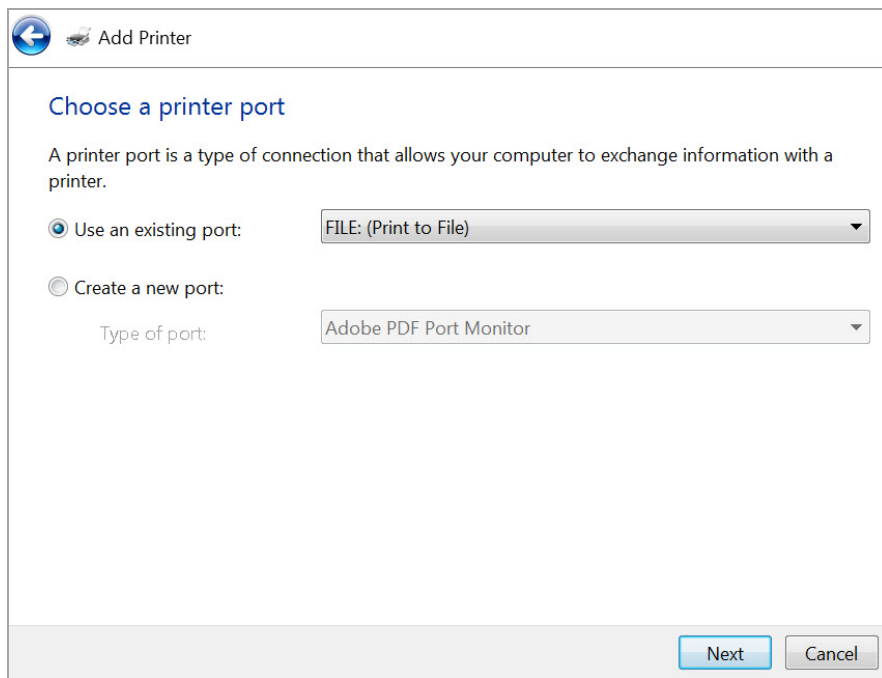 Add Printer
Choose a printer port
A printer port is a type of connection that allows your computer to exchange information with a
printer.
Use an existing port: FILE: (Print to File)
Create a new port:
Type of port: Adobe PDF Port Monitor
Next Cancel